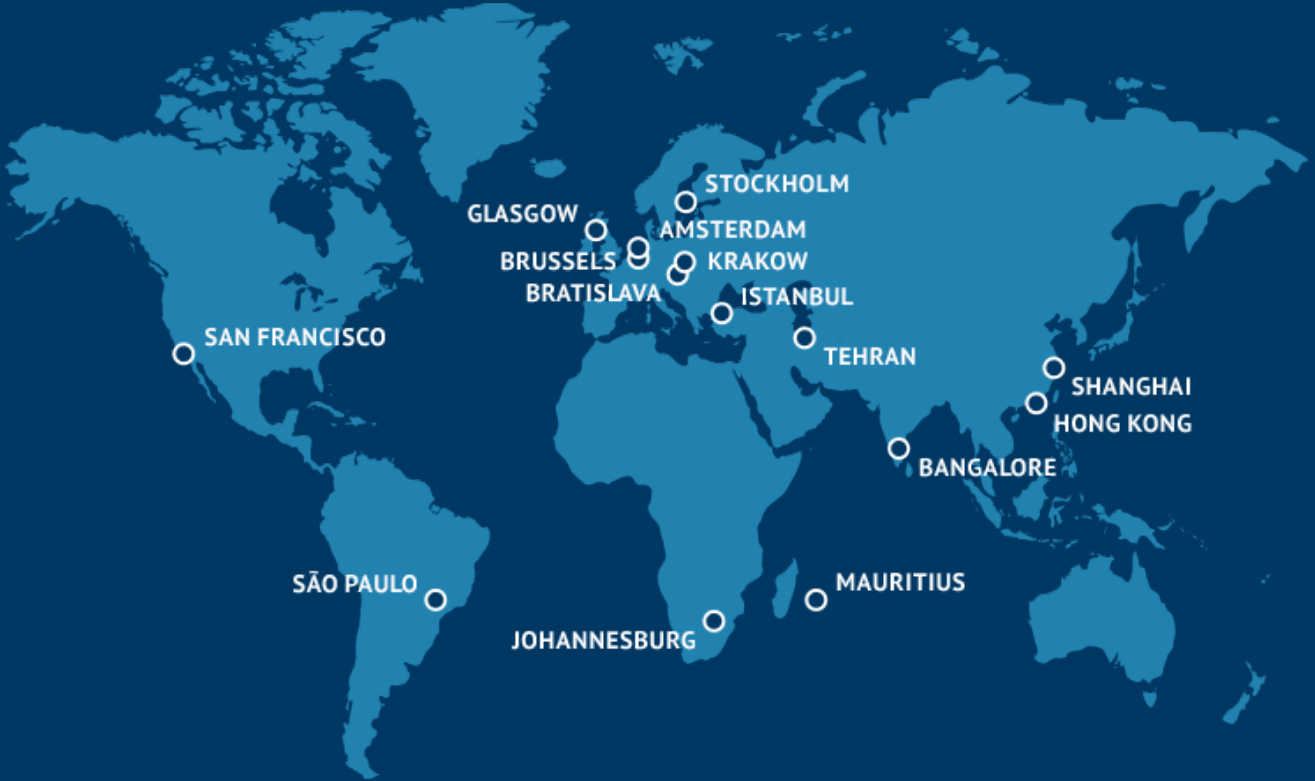 STOCKHOLM
GLASGOW
AMSTERDAM
BRUSSELS
KRAKOW
BRATISLAVA
ISTANBUL
SAN FRANCISCO
TEHRAN
SHANGHAI
HONG KONG
BANGALORE
SÃO PAULO
MAURITIUS
JOHANNESBURG